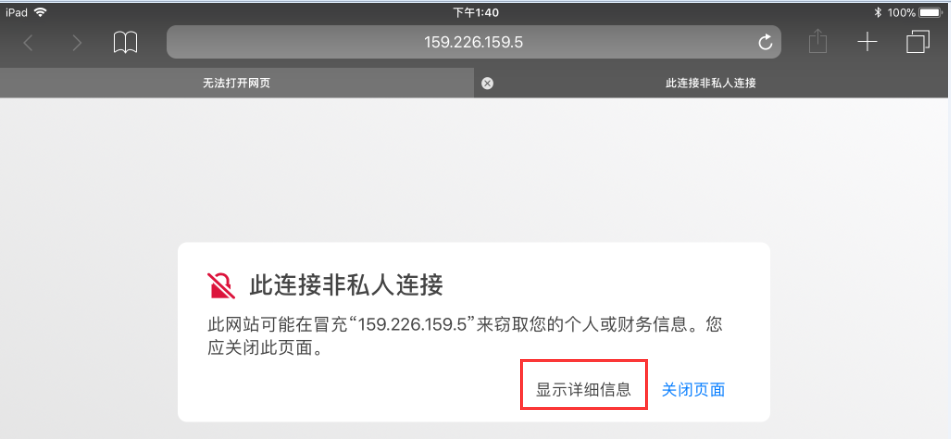 iPad 下午1:40 100%
159.226.159.5
无法打开网页 此连接非私人连接
此连接非私人连接
此网站可能在冒充“159.226.159.5”来窃取您的个人或财务信息。您
应关闭此页面。
显示详细信息 关闭页面